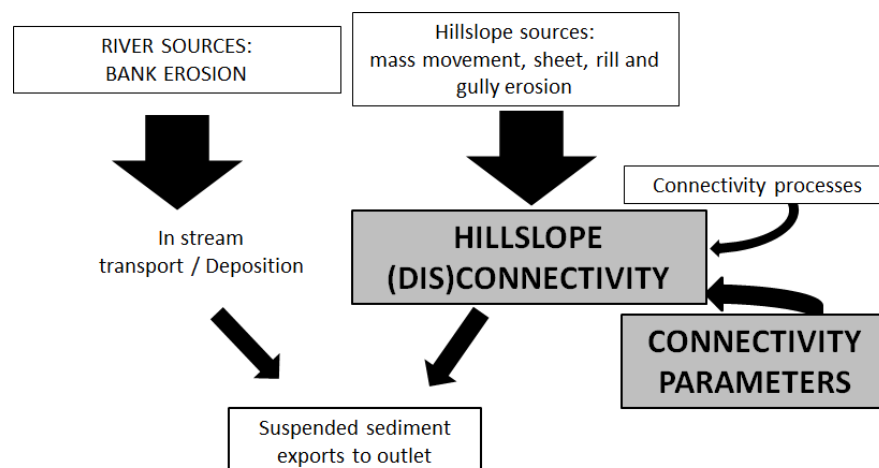 RIVER SOURCES:
BANK EROSION
Hillslope sources:
mass movement, sheet, rill and
gully erosion
Connectivity processes
In stream
transport / Deposition
HILLSLOPE
(DIS)CONNECTIVITY
CONNECTIVITY
PARAMETERS
Suspended sediment
exports to outlet